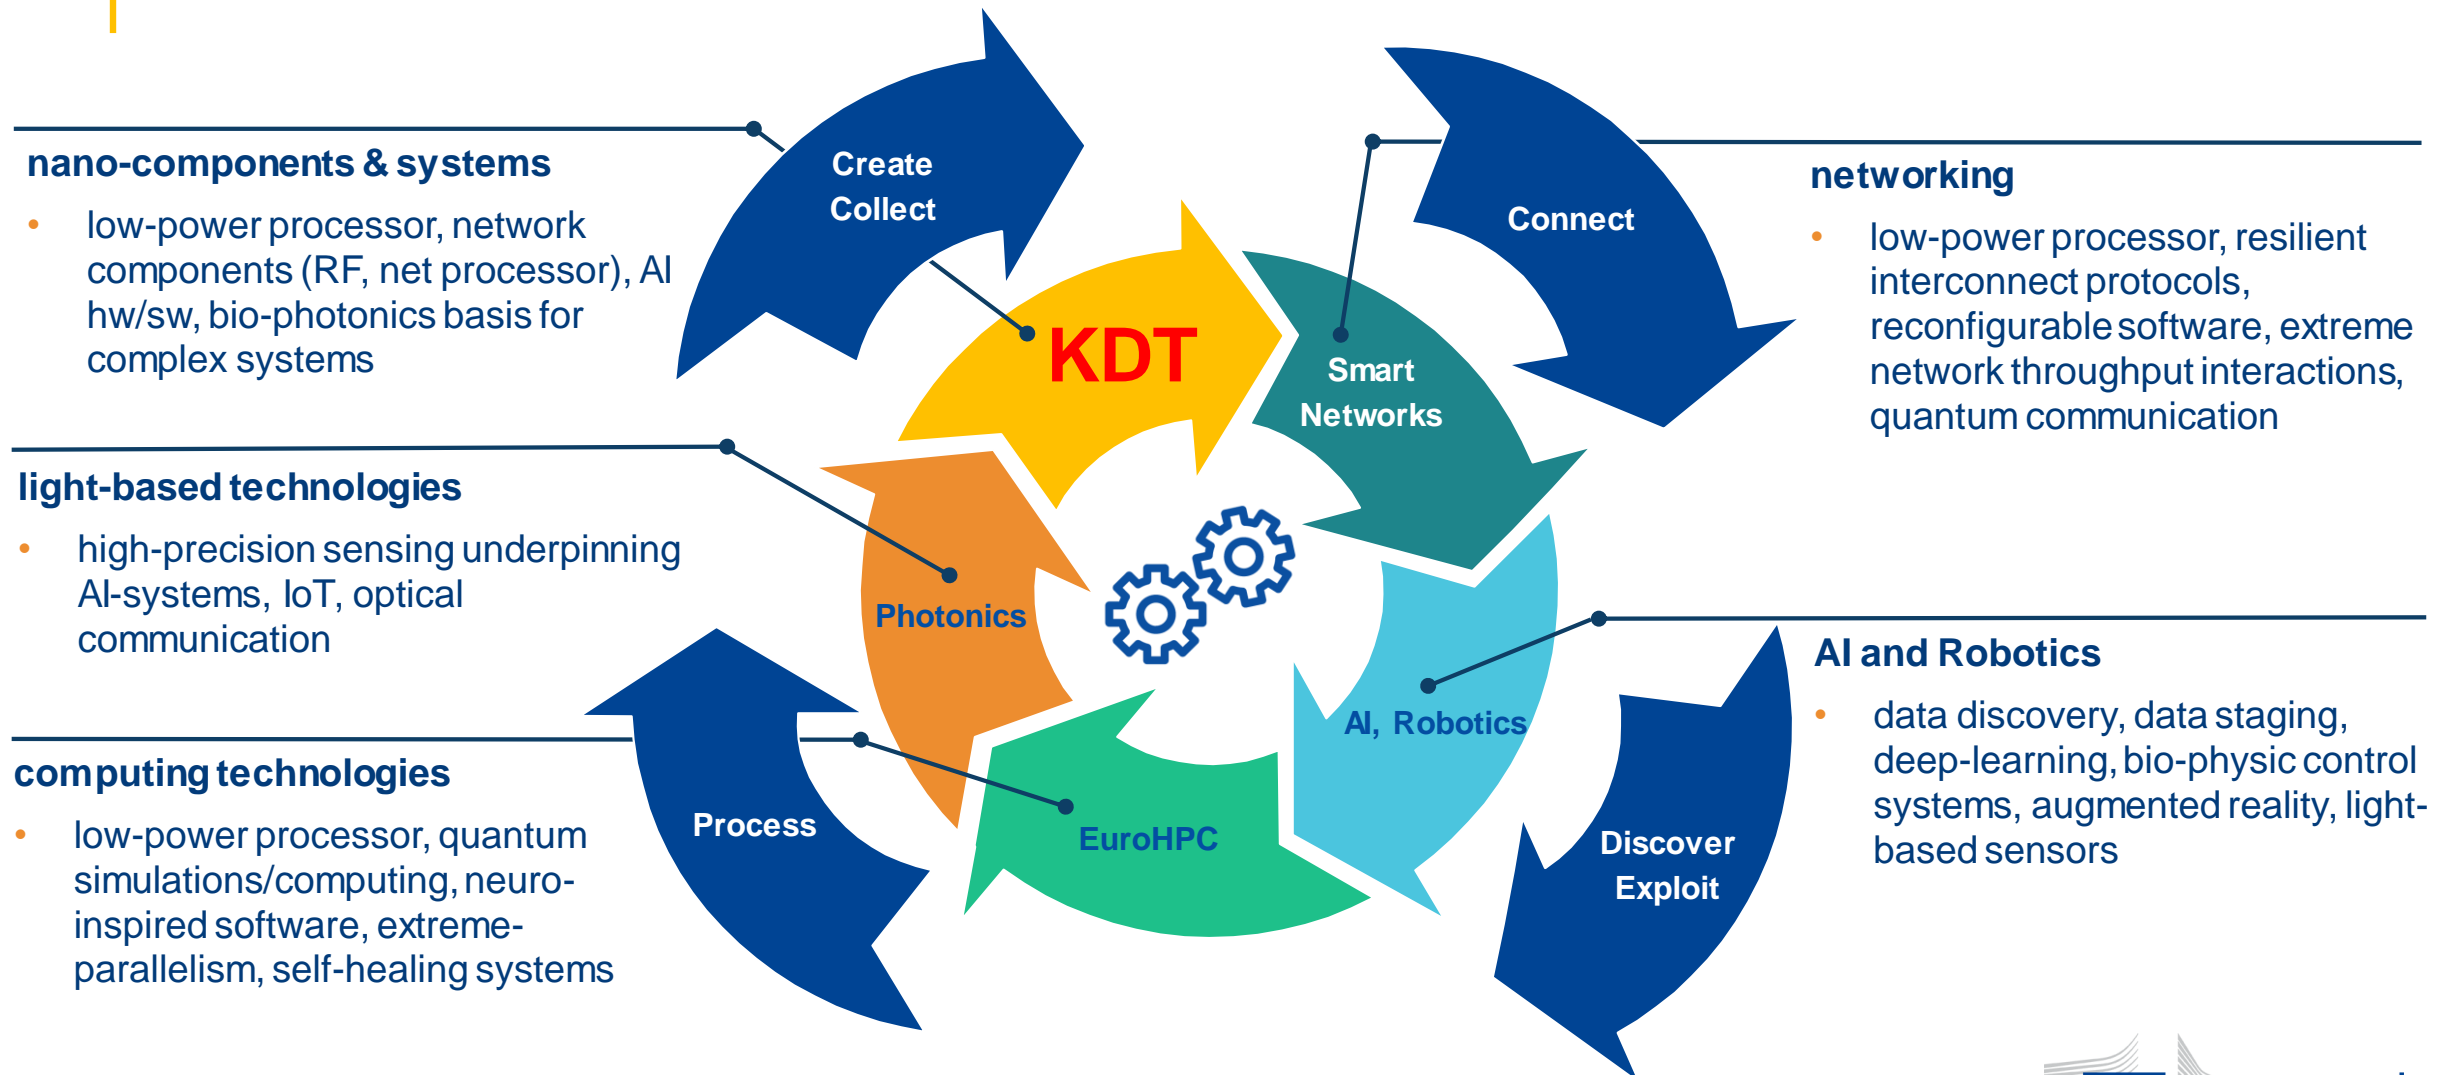 nano-components & systems
• low-power processor, network
components (RF, net processor), AI
hw/sw, bio-photonics basis for
complex systems
light-based technologies
• high-precision sensing underpinning
AI-systems, IoT, optical
communication
computing technologies
• low-power processor, quantum
simulations/computing, neuro-
inspired software, extreme-
parallelism, self-healing systems
Create
Collect
Connect
KDT
Smart
Networks
Photonics
AI, Robotics
EuroHPC
Process
Discover
Exploit
networking
• low-power processor, resilient
interconnect protocols,
reconfigurable software, extreme
network throughput interactions,
quantum communication
AI and Robotics
• data discovery, data staging,
deep-learning, bio-physic control
systems, augmented reality, light-
based sensors